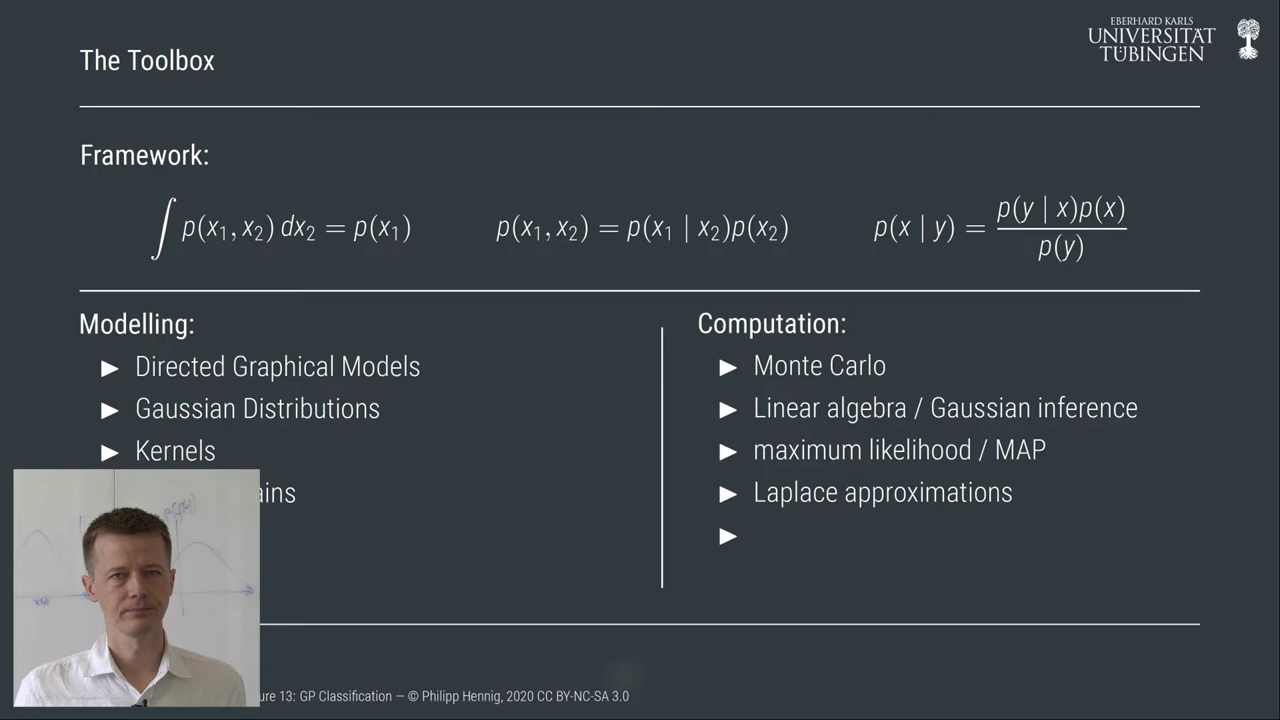 The Toolbox
EBERHARD KARLS
UNIVERSITÄT
TÜBINGEN
Framework:
∫ p(x₁, x₂) dx₂ = p(x₁)    p(x₁, x₂) = p(x₁ | x₂)p(x₂)    p(x | y) = p(y | x)p(x) / p(y)
Modelling:
▶ Directed Graphical Models
▶ Gaussian Distributions
▶ Kernels
ains
Computation:
▶ Monte Carlo
▶ Linear algebra / Gaussian inference
▶ maximum likelihood / MAP
▶ Laplace approximations
▶
ure 13: GP Classification — © Philipp Hennig, 2020 CC BY-NC-SA 3.0